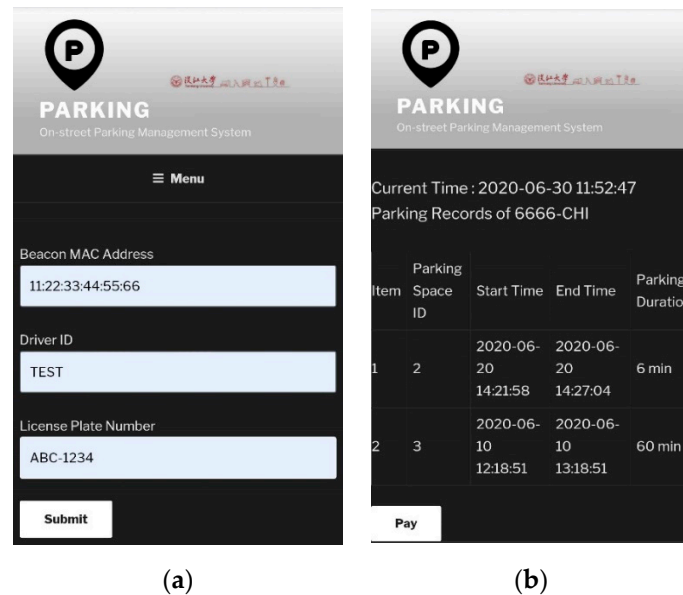 P
PARKING
On-street Parking Management System
≡ Menu
Beacon MAC Address
11:22:33:44:55:66
Driver ID
TEST
License Plate Number
ABC-1234
Submit
(a)
P
PARKING
On-street Parking Management System
Current Time : 2020-06-30 11:52:47
Parking Records of 6666-CHI
Item Parking Space ID Start Time End Time Parking Duratio
1 2 2020-06-20 14:21:58 2020-06-20 14:27:04 6 min
2 3 2020-06-10 12:18:51 2020-06-10 13:18:51 60 min
Pay
(b)